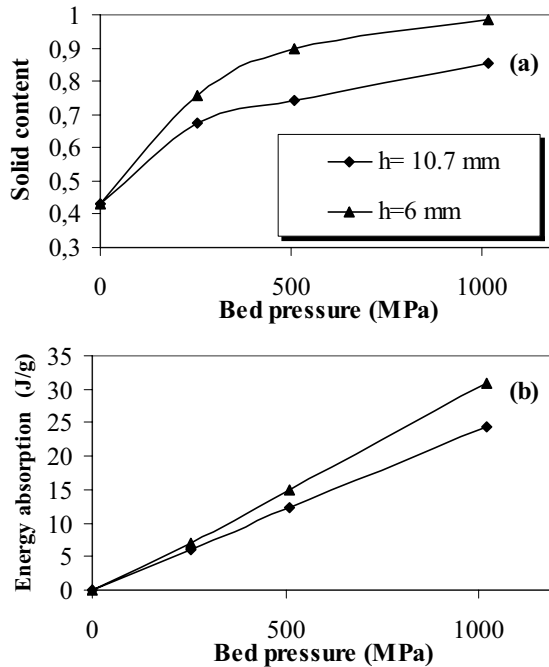 Solid content
1
0,9
0,8
0,7
0,6
0,5
0,4
0,3
(a)
h= 10.7 mm
h=6 mm
0
500
1000
Bed pressure (MPa)
Energy absorption (J/g)
35
30
25
20
15
10
5
0
(b)
0
500
1000
Bed pressure (MPa)